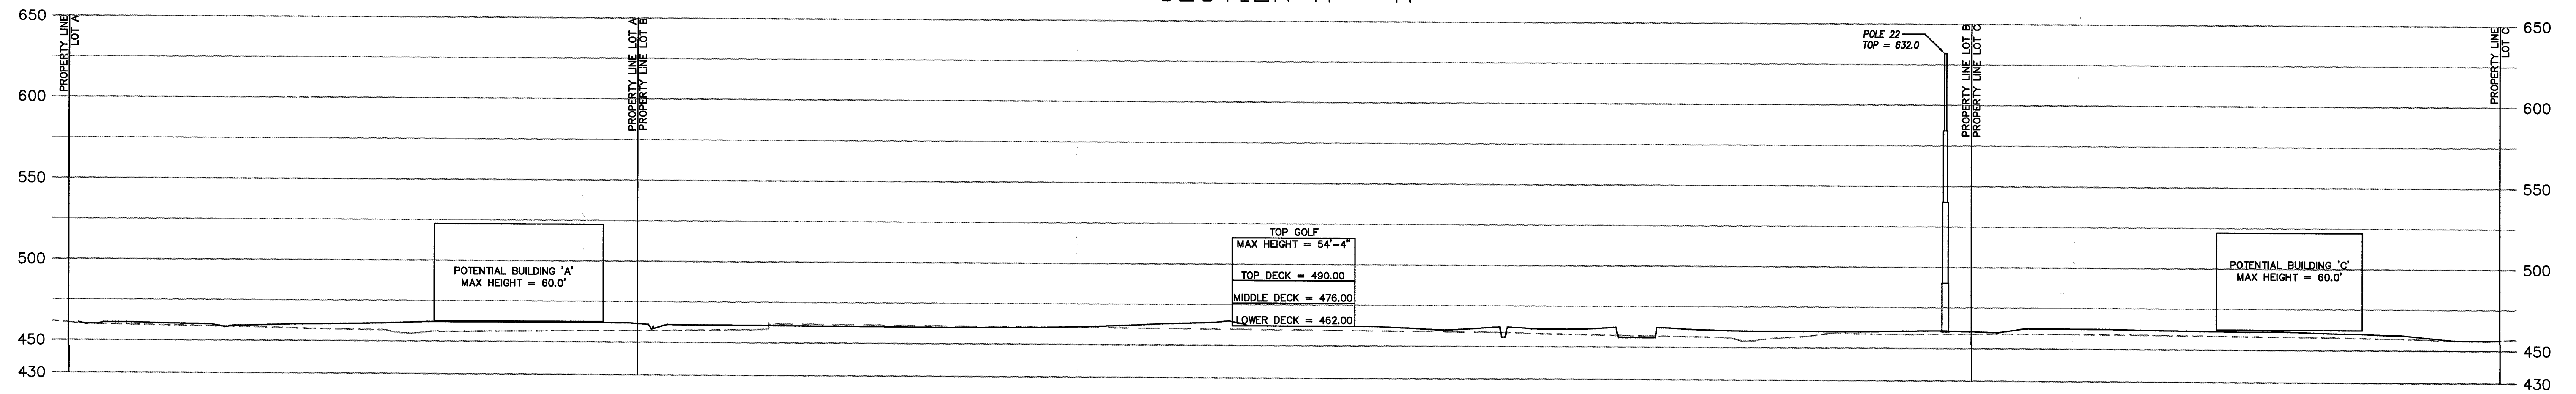 650
600
550
500
450
430
PROPERTY LINE
LOT A
PROPERTY LINE LOT A
PROPERTY LINE LOT B
POTENTIAL BUILDING 'A'
MAX HEIGHT = 60.0'
TOP GOLF
MAX HEIGHT = 54'-4"
TOP DECK = 490.00
MIDDLE DECK = 476.00
LOWER DECK = 462.00
POLE 22
TOP = 632.0
PROPERTY LINE LOT B
PROPERTY LINE LOT C
POTENTIAL BUILDING 'C'
MAX HEIGHT = 60.0'
PROPERTY LINE
LOT C
650
600
550
500
450
430